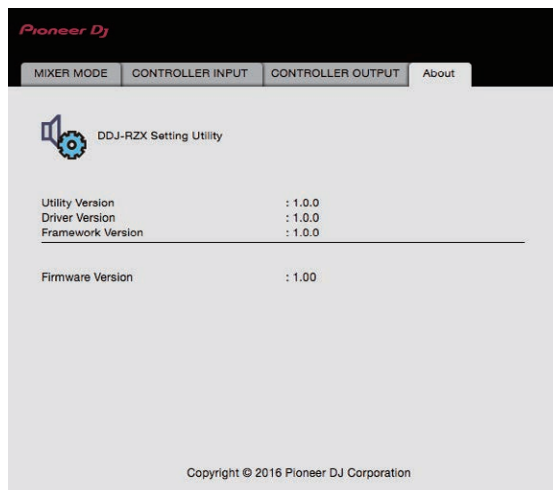 Pioneer Dj
MIXER MODE CONTROLLER INPUT CONTROLLER OUTPUT About
DDJ-RZX Setting Utility
Utility Version : 1.0.0
Driver Version : 1.0.0
Framework Version : 1.0.0
Firmware Version : 1.00
Copyright © 2016 Pioneer DJ Corporation